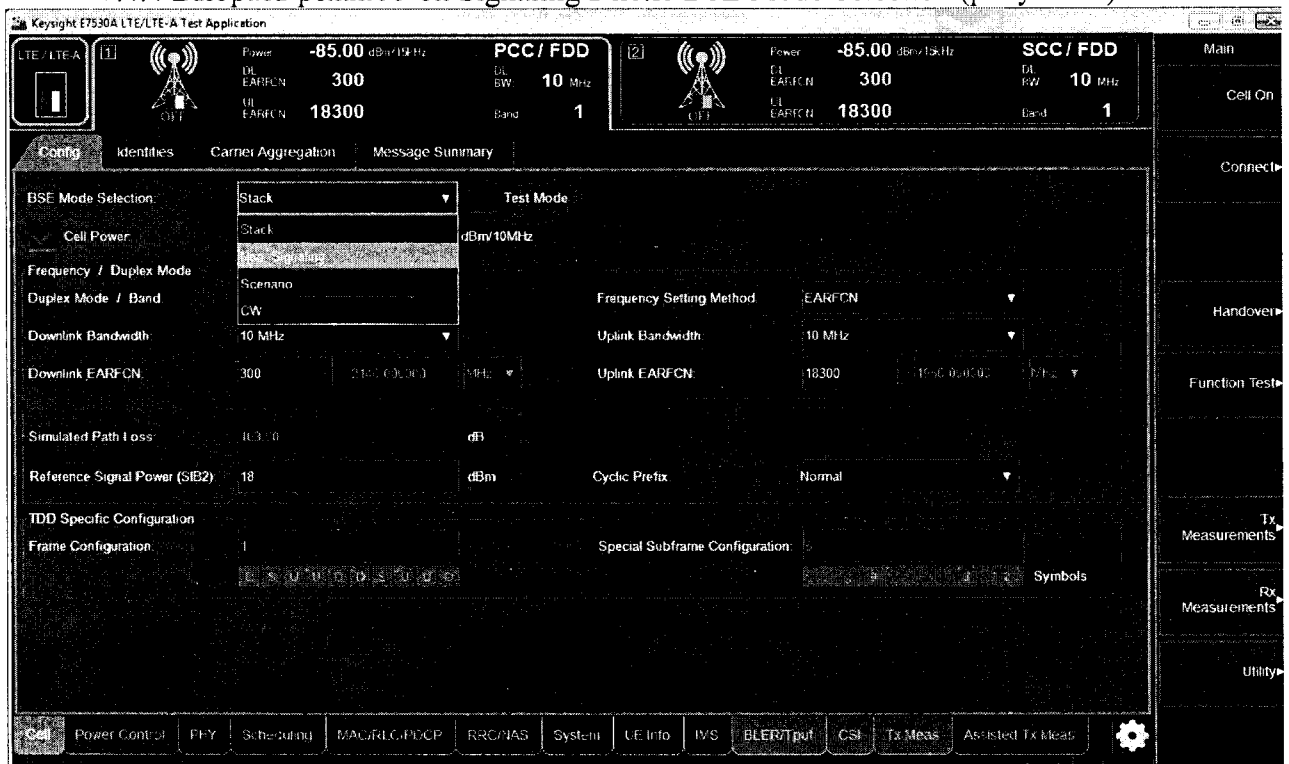 Keysight E7530A LTE/LTE-A Test Application
LTE / LTE-A
1 Power -85.00 dBm/15kHz PCC / FDD
DL EARFCN 300 DL BW: 10 MHz
UL EARFCN 18300 Band 1
OFF
2 Power -85.00 dBm/15kHz SCC / FDD
DL EARFCN 300 DL BW 10 MHz
UL EARFCN 18300 Band 1
OFF
Main
Cell On
Connect
Handover
Function Test
Tx Measurements
Rx Measurements
Utility
Config Identities Carrier Aggregation Message Summary
BSE Mode Selection: Stack Test Mode
Stack
Cell Power dBm/10MHz
Signaling
Frequency / Duplex Mode
Scenario
Duplex Mode / Band Frequency Setting Method EARFCN
CW
Downlink Bandwidth: 10 MHz Uplink Bandwidth: 10 MHz
Downlink EARFCN: 300 MHz Uplink EARFCN: 18300 MHz
Simulated Path Loss dB
Reference Signal Power (SIB2) 18 dBm Cyclic Prefix Normal
TDD Specific Configuration
Frame Configuration: 1 Special Subframe Configuration:
Symbols
Cell Power Control PHY Scheduling MAC/RLC/PDCP RRC/NAS System UE Info IMS BLER/Tput CSI Tx Meas Assisted Tx Meas